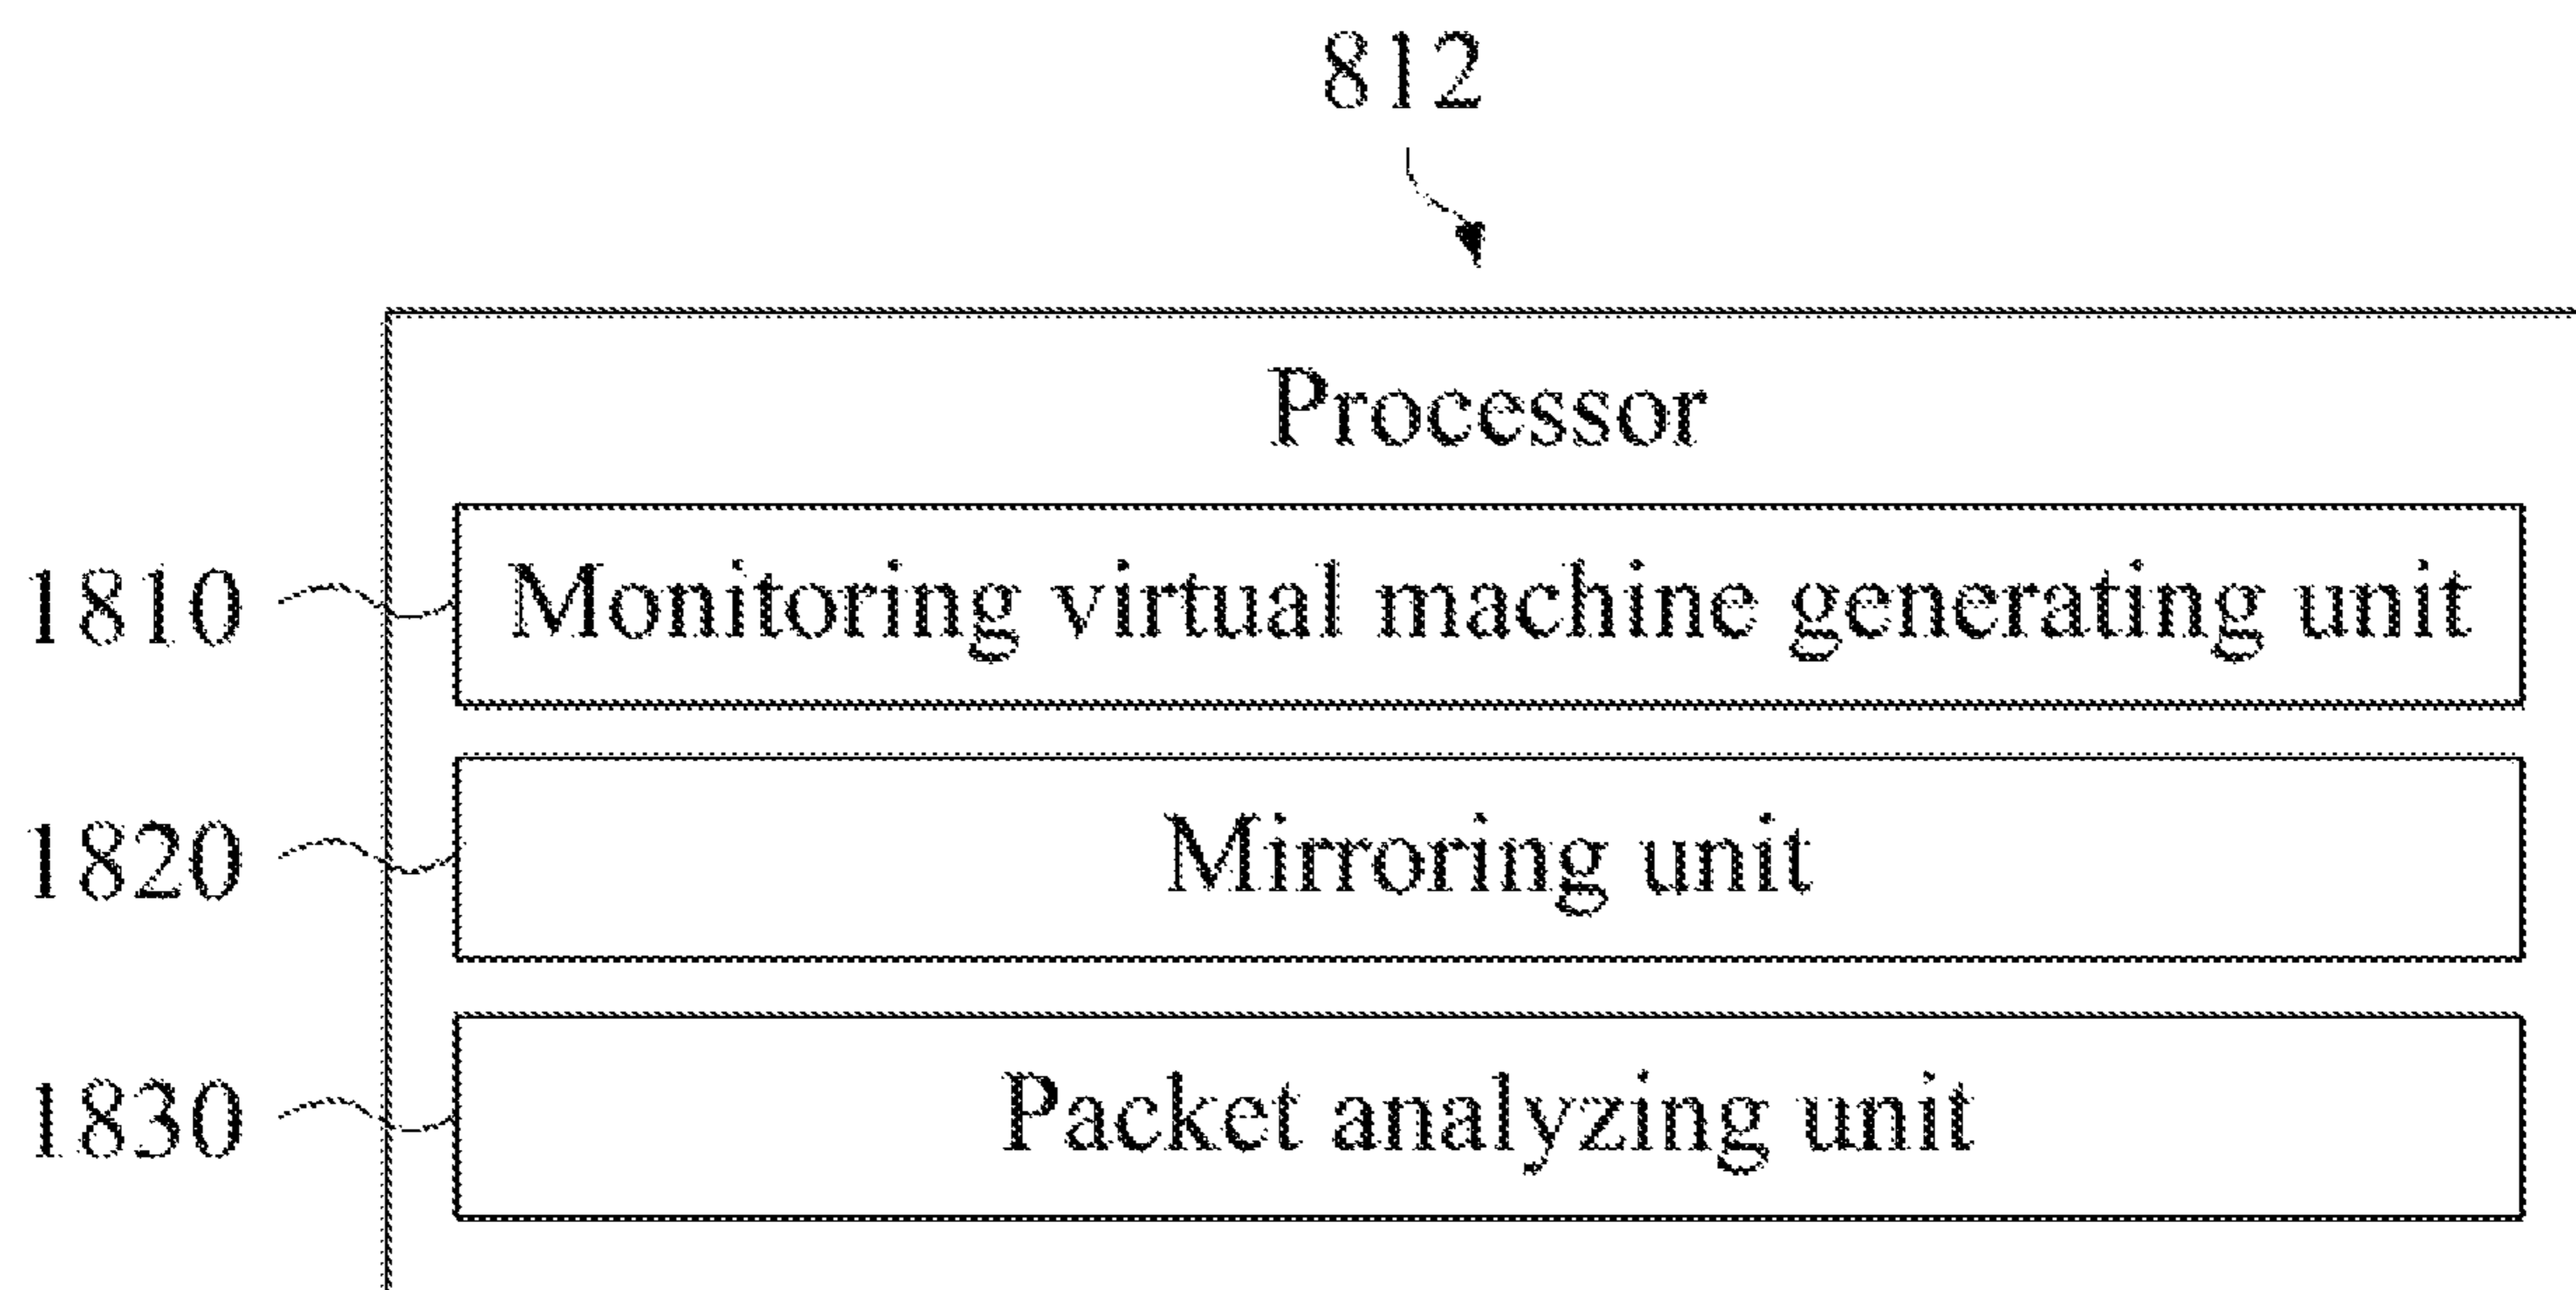 812
Processor
1810 Monitoring virtual machine generating unit
1820 Mirroring unit
1830 Packet analyzing unit